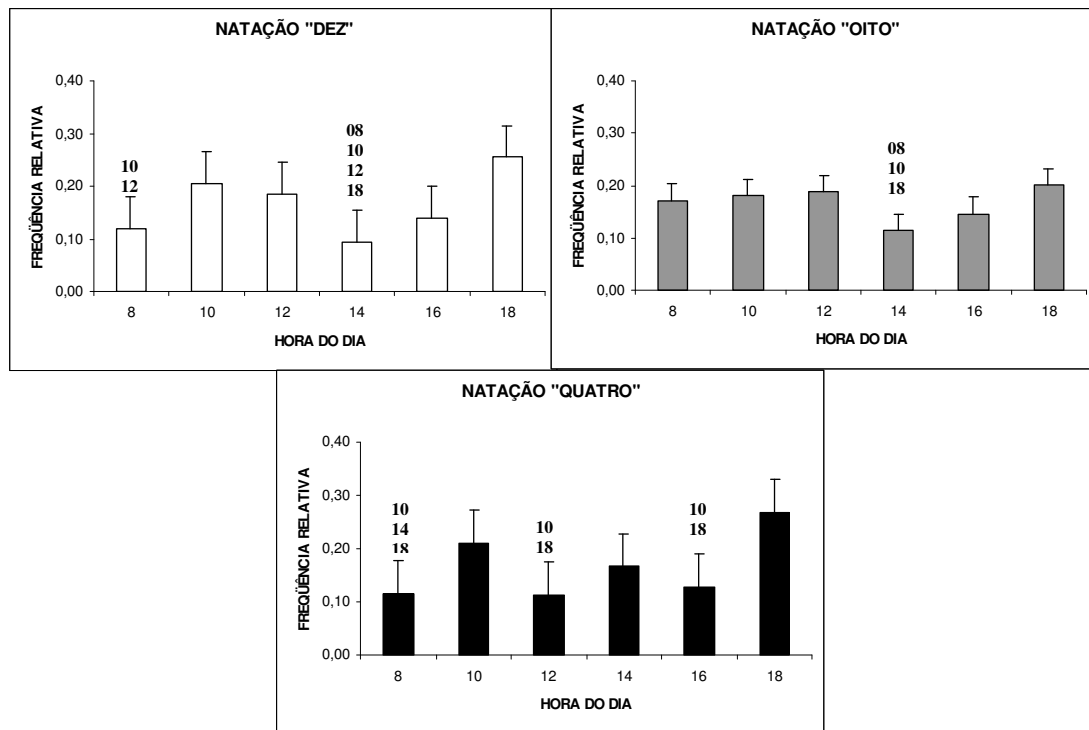 NATAÇÃO "DEZ"
FREQÜÊNCIA RELATIVA
0,40
0,30
0,20
0,10
0,00
10
12
08
10
12
18
8 10 12 14 16 18
HORA DO DIA
NATAÇÃO "OITO"
FREQÜÊNCIA RELATIVA
0,40
0,30
0,20
0,10
0,00
08
10
18
8 10 12 14 16 18
HORA DO DIA
NATAÇÃO "QUATRO"
FREQÜÊNCIA RELATIVA
0,40
0,30
0,20
0,10
0,00
10
14
18
10
18
10
18
8 10 12 14 16 18
HORA DO DIA